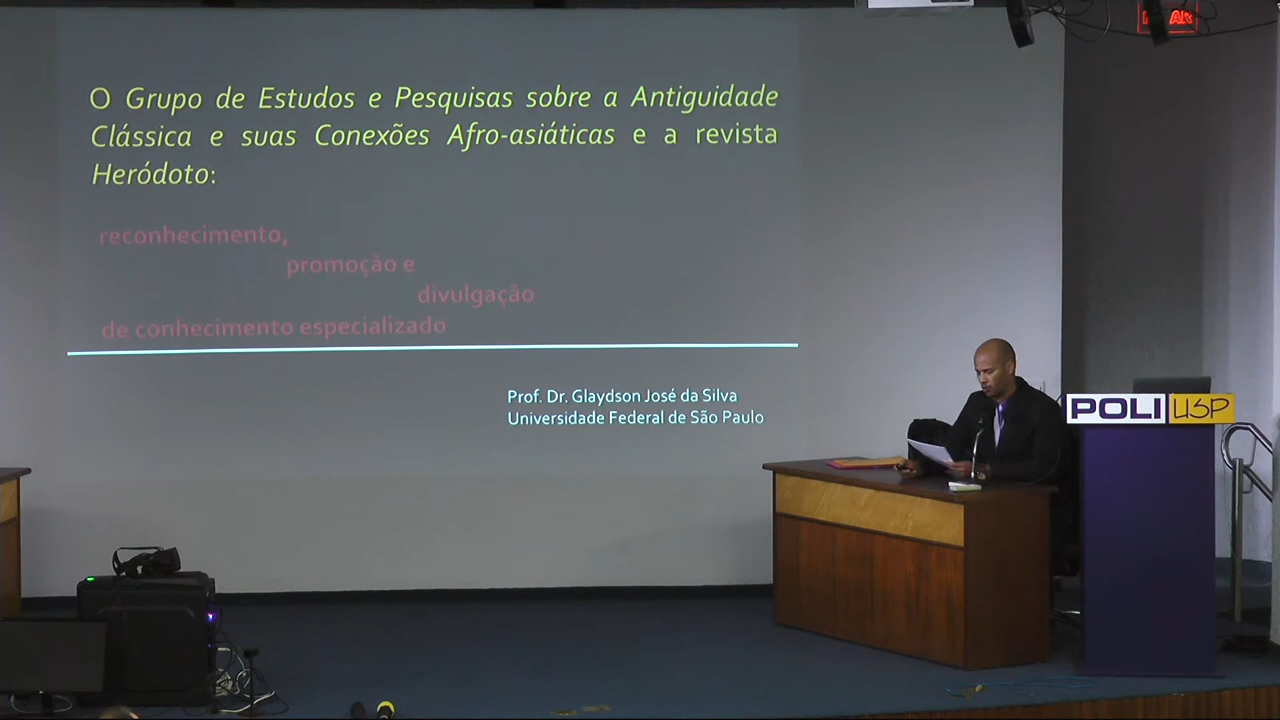 O Grupo de Estudos e Pesquisas sobre a Antiguidade
Clássica e suas Conexões Afro-asiáticas e a revista
Heródoto:
reconhecimento,
promoção e
divulgação
de conhecimento especializado
Prof. Dr. Glaydson José da Silva
Universidade Federal de São Paulo
POLI USP